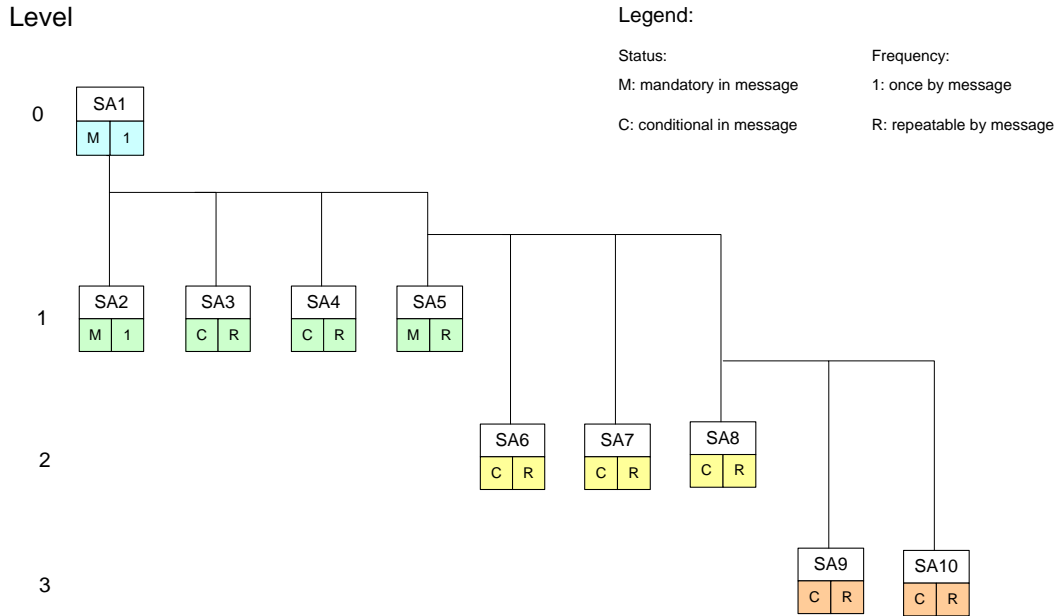 Level
Legend:
Status:
Frequency:
M: mandatory in message
1: once by message
C: conditional in message
R: repeatable by message
0
SA1
M 1
1
SA2 SA3 SA4 SA5
M 1 C R C R M R
2
SA6 SA7 SA8
C R C R C R
3
SA9 SA10
C R C R